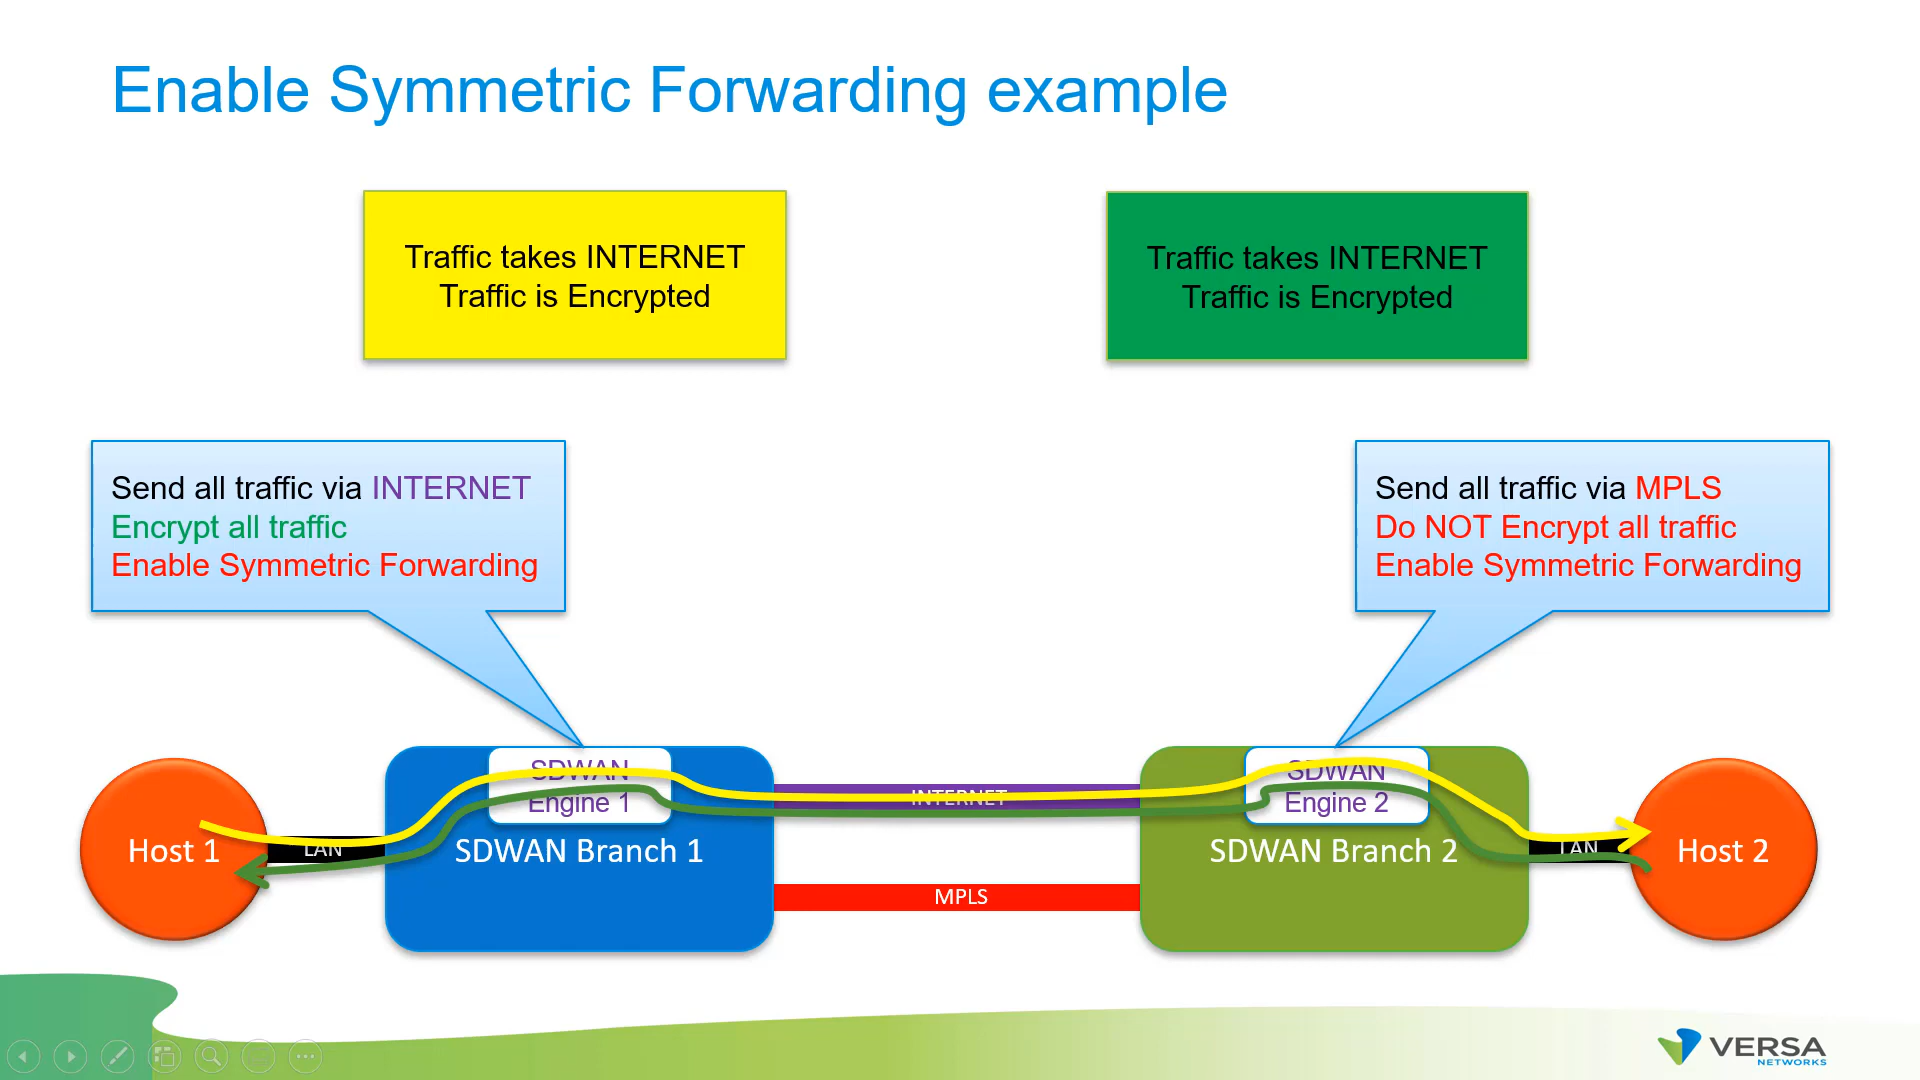 Enable Symmetric Forwarding example
Traffic takes INTERNET
Traffic is Encrypted
Traffic takes INTERNET
Traffic is Encrypted
Send all traffic via INTERNET
Encrypt all traffic
Enable Symmetric Forwarding
Send all traffic via MPLS
Do NOT Encrypt all traffic
Enable Symmetric Forwarding
Host 1
LAN
SDWAN
Engine 1
SDWAN Branch 1
INTERNET
MPLS
SDWAN
Engine 2
SDWAN Branch 2
LAN
Host 2
VERSA
NETWORKS